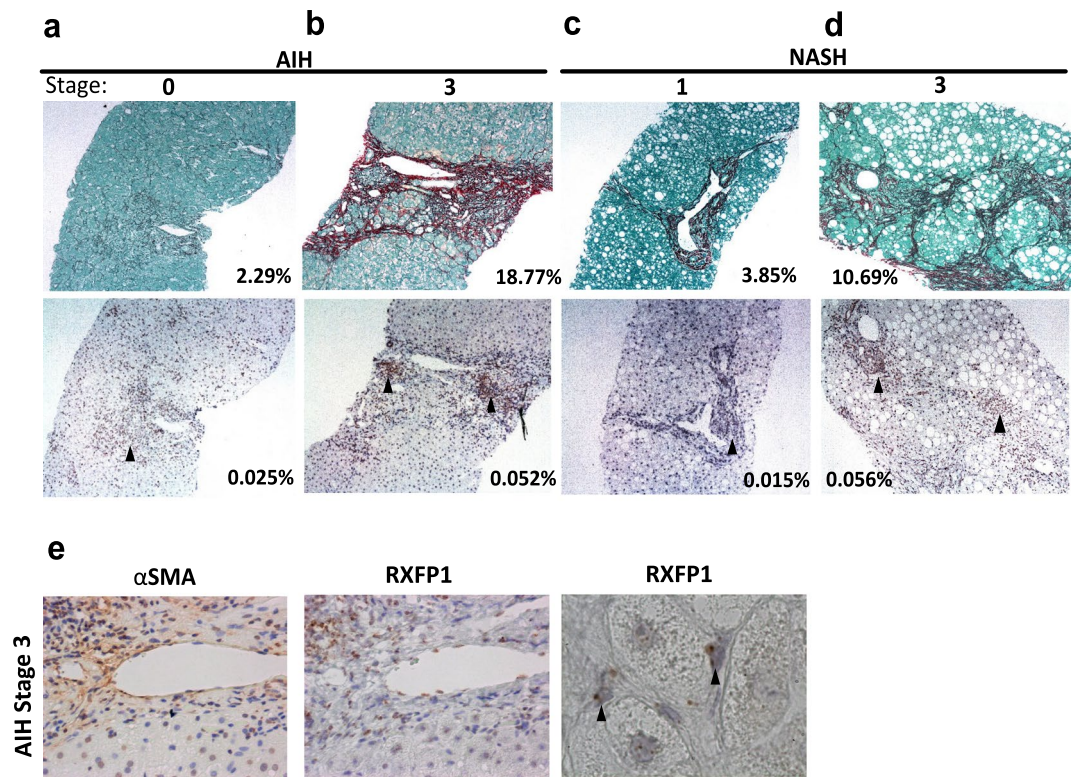 a b c d
AIH NASH
Stage: 0 3 1 3
2.29% 18.77% 3.85% 10.69%
0.025% 0.052% 0.015% 0.056%
e
αSMA RXFP1 RXFP1
AIH Stage 3